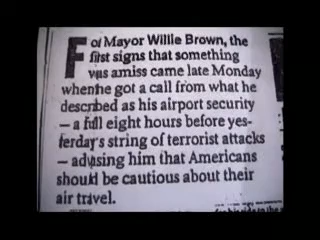 For Mayor Willie Brown, the
first signs that something
was amiss came late Monday
when he got a call from what he
described as his airport security
— a full eight hours before yes-
terday's string of terrorist attacks
— advising him that Americans
should be cautious about their
air travel.